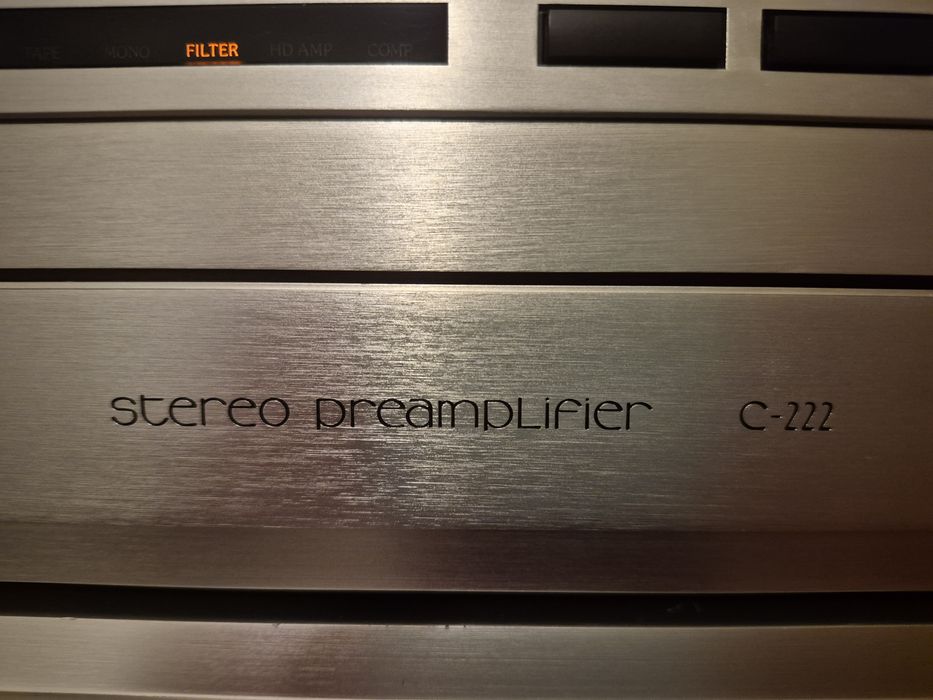 TAPE MONO FILTER HD AMP COMP
stereo preamplifier C-222